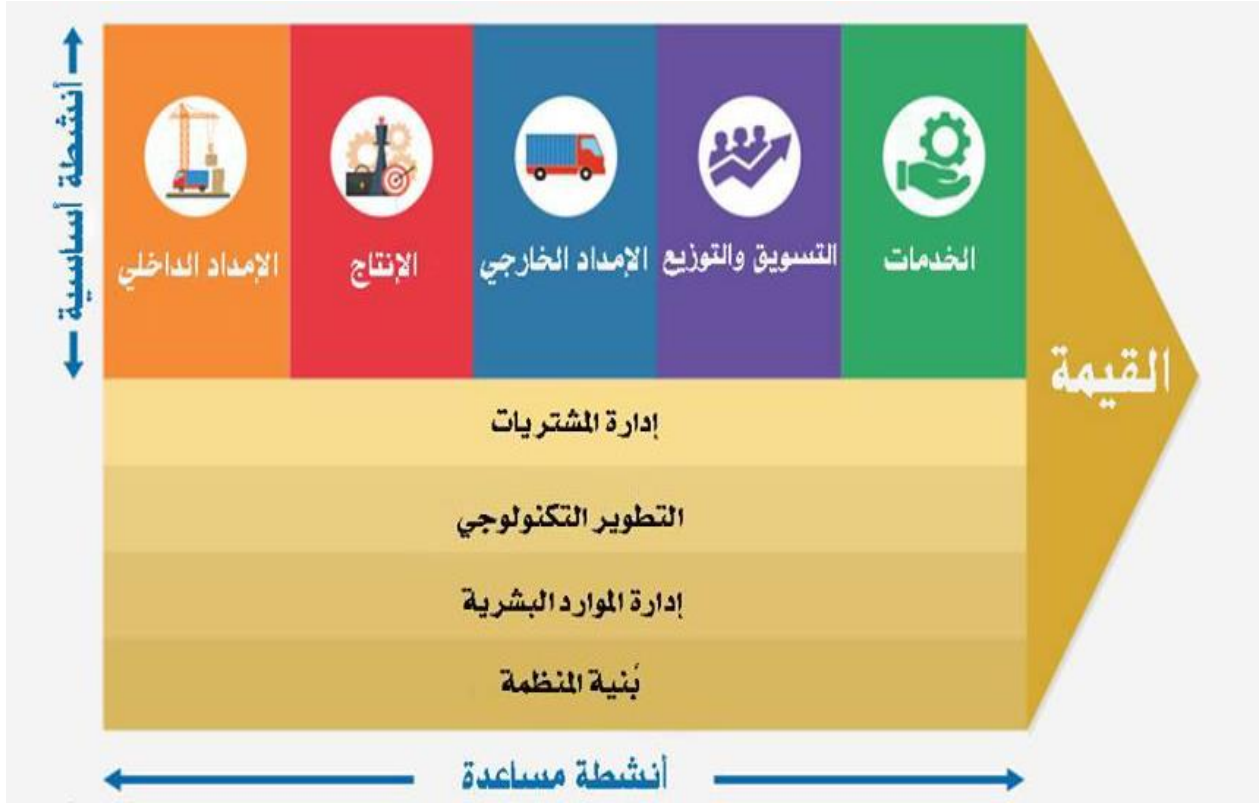 أنشطة أساسية
الإمداد الداخلي
الإنتاج
الإمداد الخارجي
التسويق والتوزيع
الخدمات
القيمة
إدارة المشتريات
التطوير التكنولوجي
إدارة الموارد البشرية
بُنية المنظمة
أنشطة مساعدة